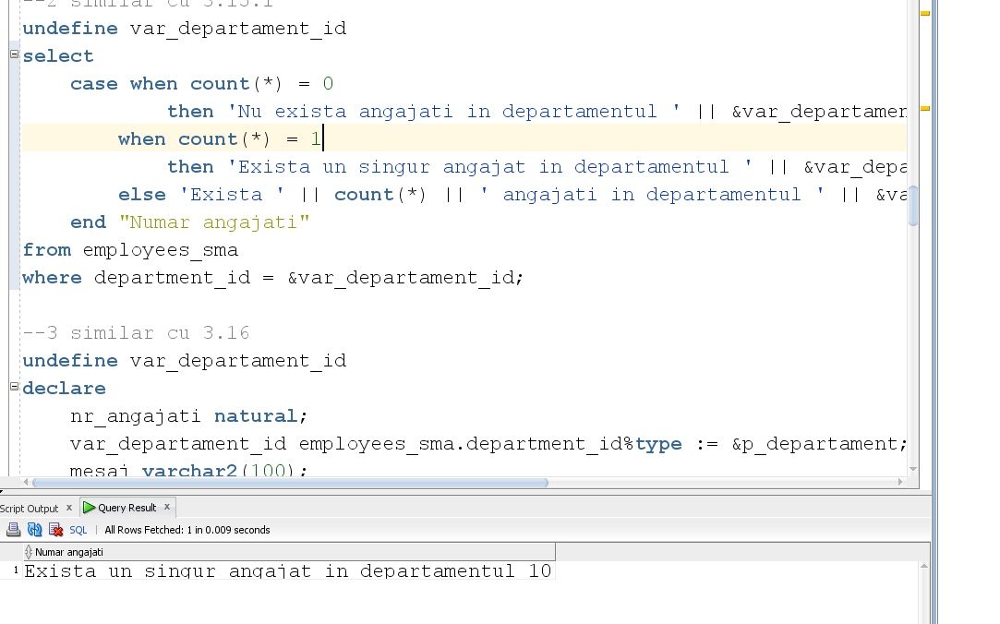 --2 similar cu 3.15.1
undefine var_departament_id
select
case when count(*) = 0
then 'Nu exista angajati in departamentul ' || &var_departamen
when count(*) = 1
then 'Exista un singur angajat in departamentul ' || &var_depa
else 'Exista ' || count(*) || ' angajati in departamentul ' || &va
end "Numar angajati"
from employees_sma
where department_id = &var_departament_id;
--3 similar cu 3.16
undefine var_departament_id
declare
nr_angajati natural;
var_departament_id employees_sma.department_id%type := &p_departament;
mesaj varchar2(100);
Script Output x Query Result x
SQL | All Rows Fetched: 1 in 0.009 seconds
Numar angajati
1 Exista un singur angajat in departamentul 10